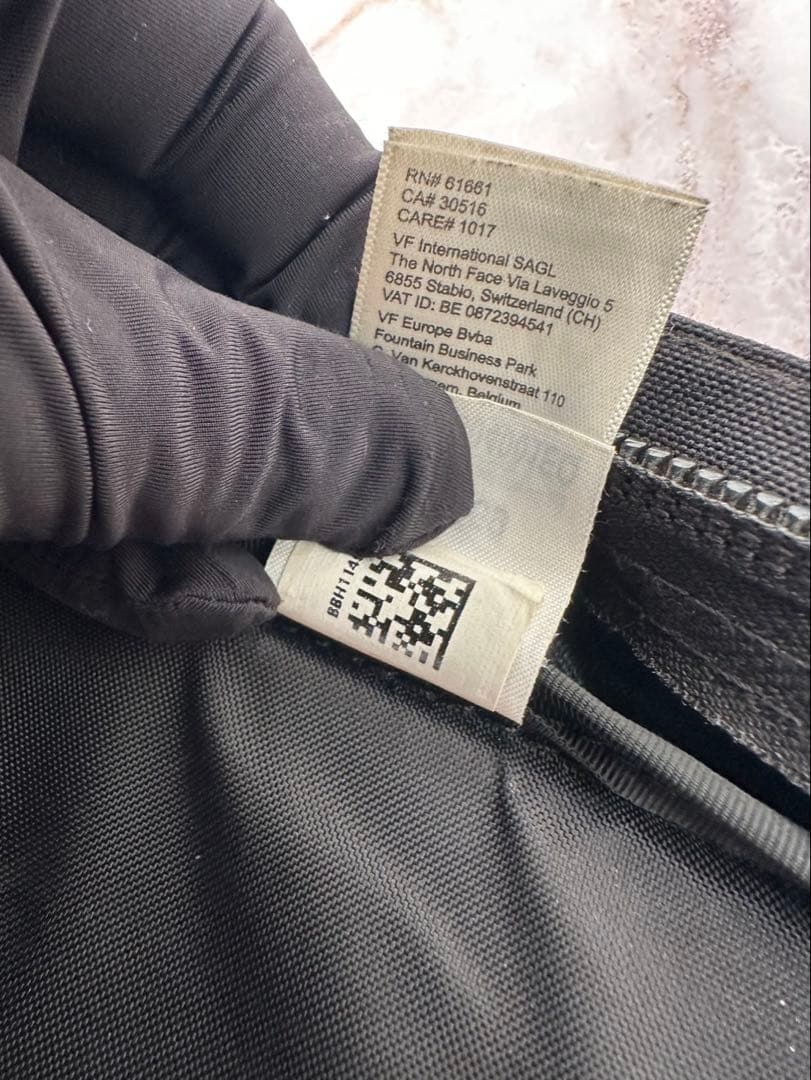 RN# 61661
CA# 30516
CARE# 1017
VF International SAGL
The North Face Via Laveggio 5
6855 Stabio, Switzerland (CH)
VAT ID: BE 0872394541
VF Europe Bvba
Fountain Business Park
Van Kerckhovenstraat 110
Belgium